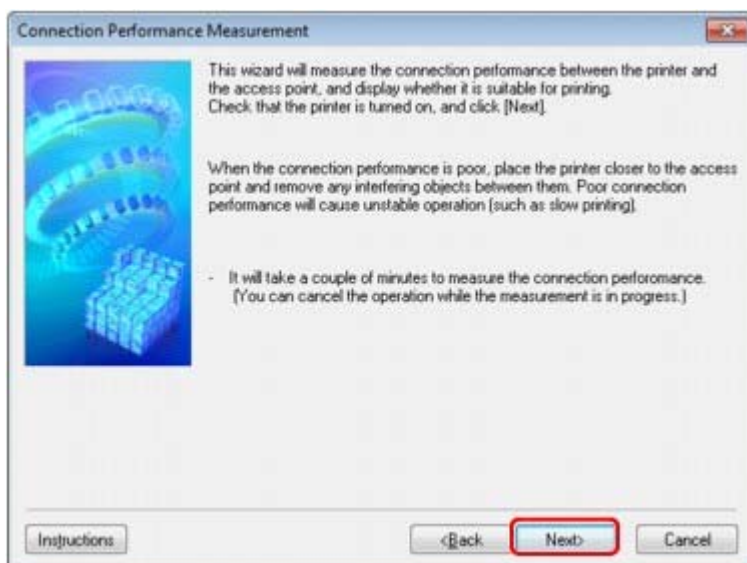 Connection Performance Measurement
This wizard will measure the connection performance between the printer and
the access point, and display whether it is suitable for printing.
Check that the printer is turned on, and click [Next].
When the connection performance is poor, place the printer closer to the access
point and remove any interfering objects between them. Poor connection
performance will cause unstable operation (such as slow printing).
- It will take a couple of minutes to measure the connection perforomance.
(You can cancel the operation while the measurement is in progress.)
Instructions
<Back
Next>
Cancel